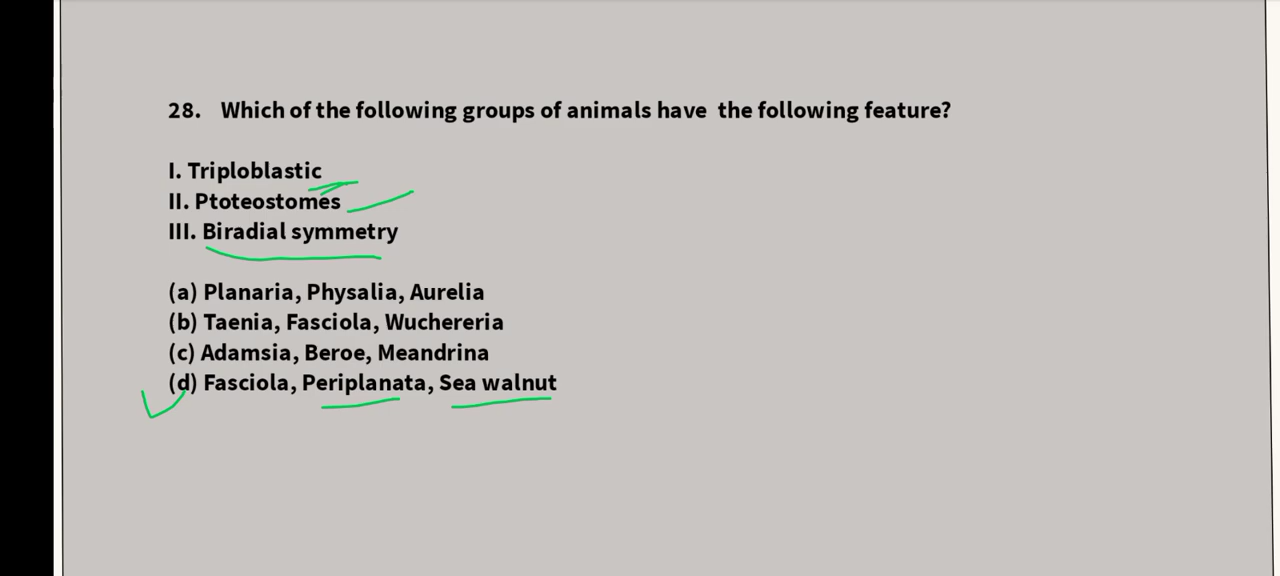 28. Which of the following groups of animals have the following feature?
I. Triploblastic
II. Ptoteostomes
III. Biradial symmetry
(a) Planaria, Physalia, Aurelia
(b) Taenia, Fasciola, Wuchereria
(c) Adamsia, Beroe, Meandrina
(d) Fasciola, Periplanata, Sea walnut